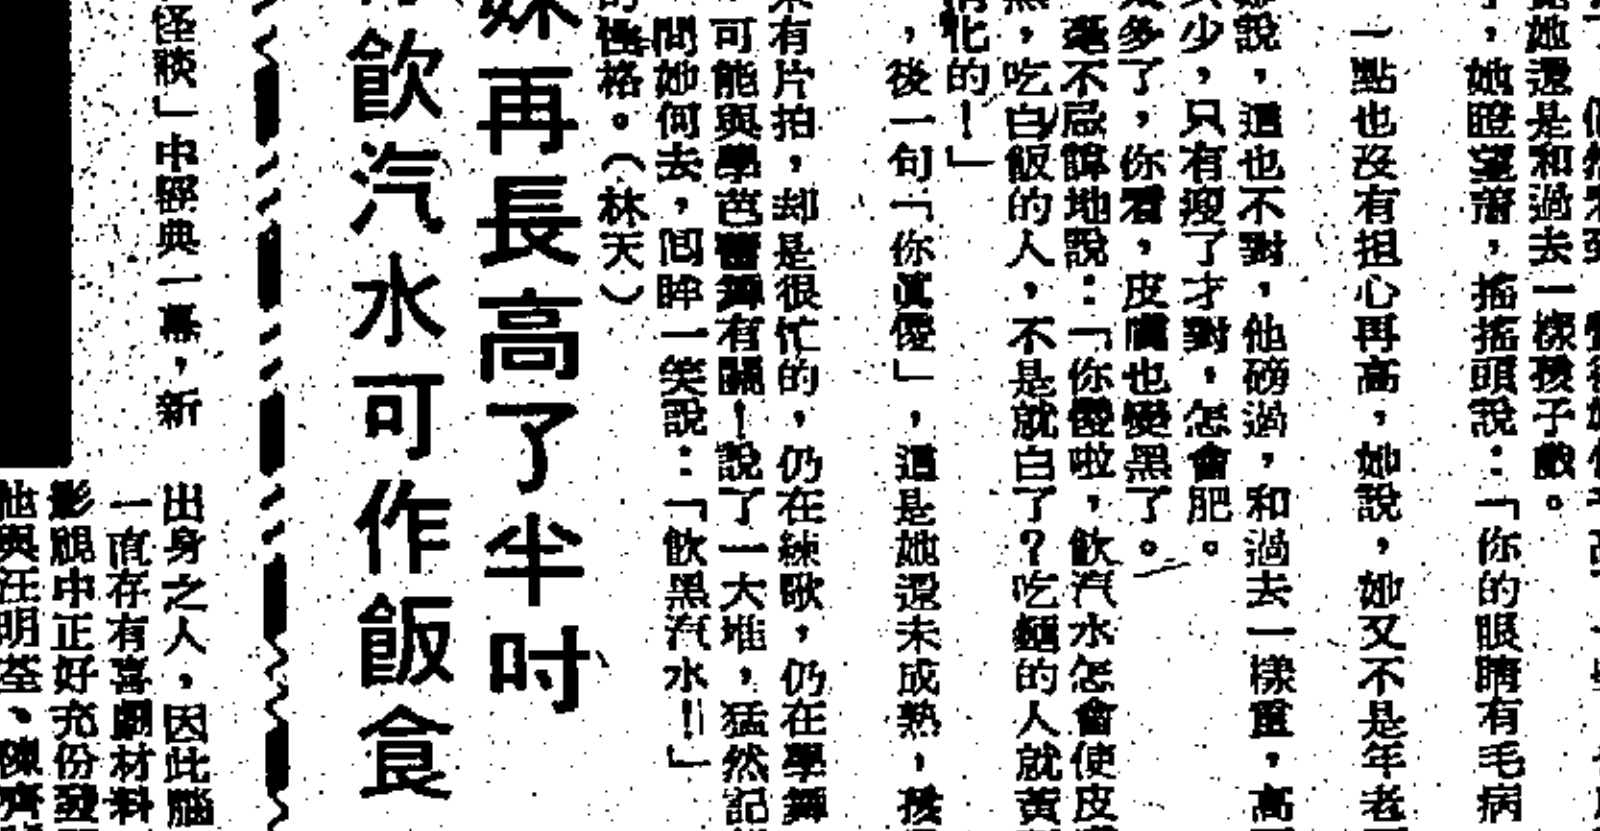 她還是和過去一樣孩子戲。
，她瞪望着，搖搖頭說：「你的眼睛有毛病
一點也沒有担心再高，她說，她又不是年老
說，這也不對，他磅過，和過去一樣重，高
少，只有瘦了才對，怎會肥。
多了，你看，皮膚也變黑了。
毫不忌諱地說：「你傻啦，飲汽水怎會使皮
，吃白飯的人，不是就白了？吃麵的人就黃
化的！」
，後一句「你真傻」，這是她還未成熟，孩
有片拍，却是很忙的，仍在練歌，仍在學舞
可能與學芭蕾舞有關！說了一大堆，猛然記
問她何去，回眸一笑說：「飲黑汽水！」
的性格。（林天）
妹再長高了半吋
飲汽水可作飯食
怪談」中經典一幕，新
出身之人，因此腦
一直存有喜劇材料
影腿中正好充份發
他與汪明荃、陳齊